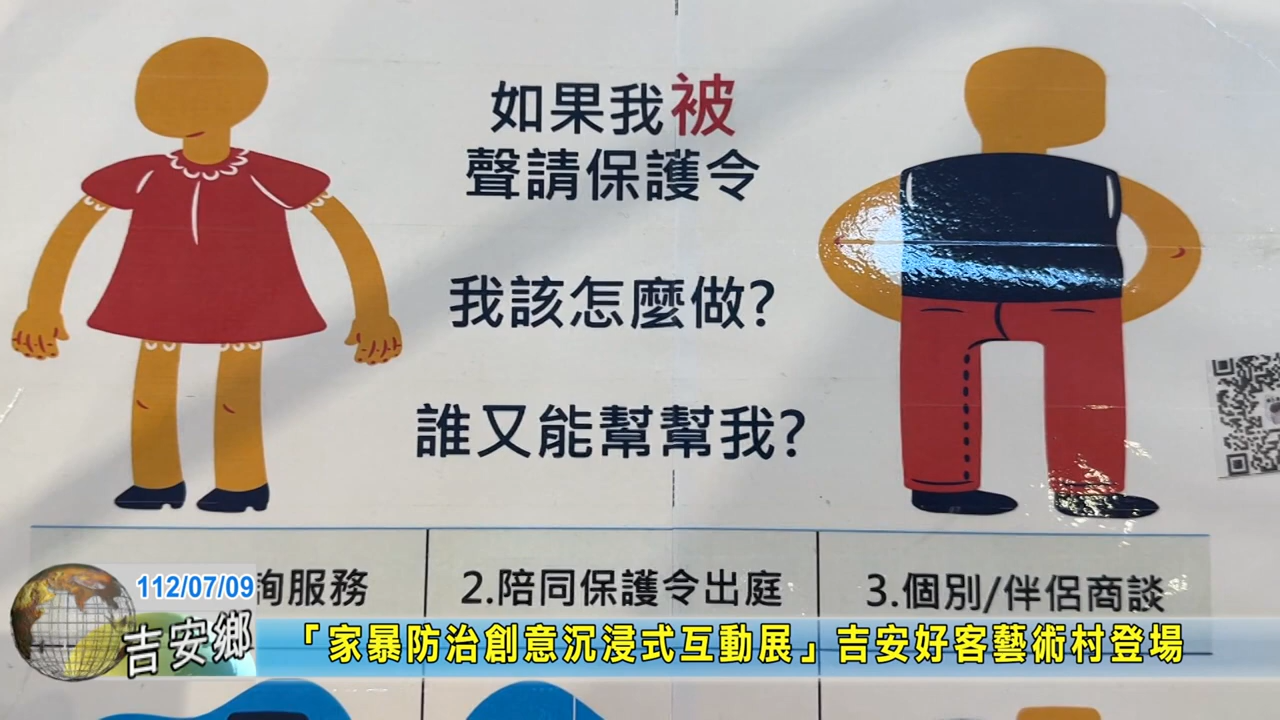 如果我被
聲請保護令
我該怎麼做?
誰又能幫幫我?
詢服務
2.陪同保護令出庭
3.個別/伴侶商談
112/07/09
吉安鄉
「家暴防治創意沉浸式互動展」吉安好客藝術村登場